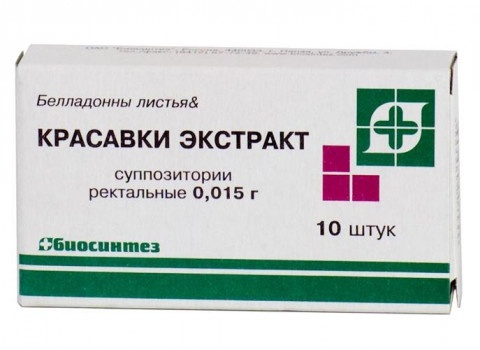 Белладонны листья&
КРАСАВКИ ЭКСТРАКТ
суппозитории
ректальные 0,015 г
10 штук
биосинтез